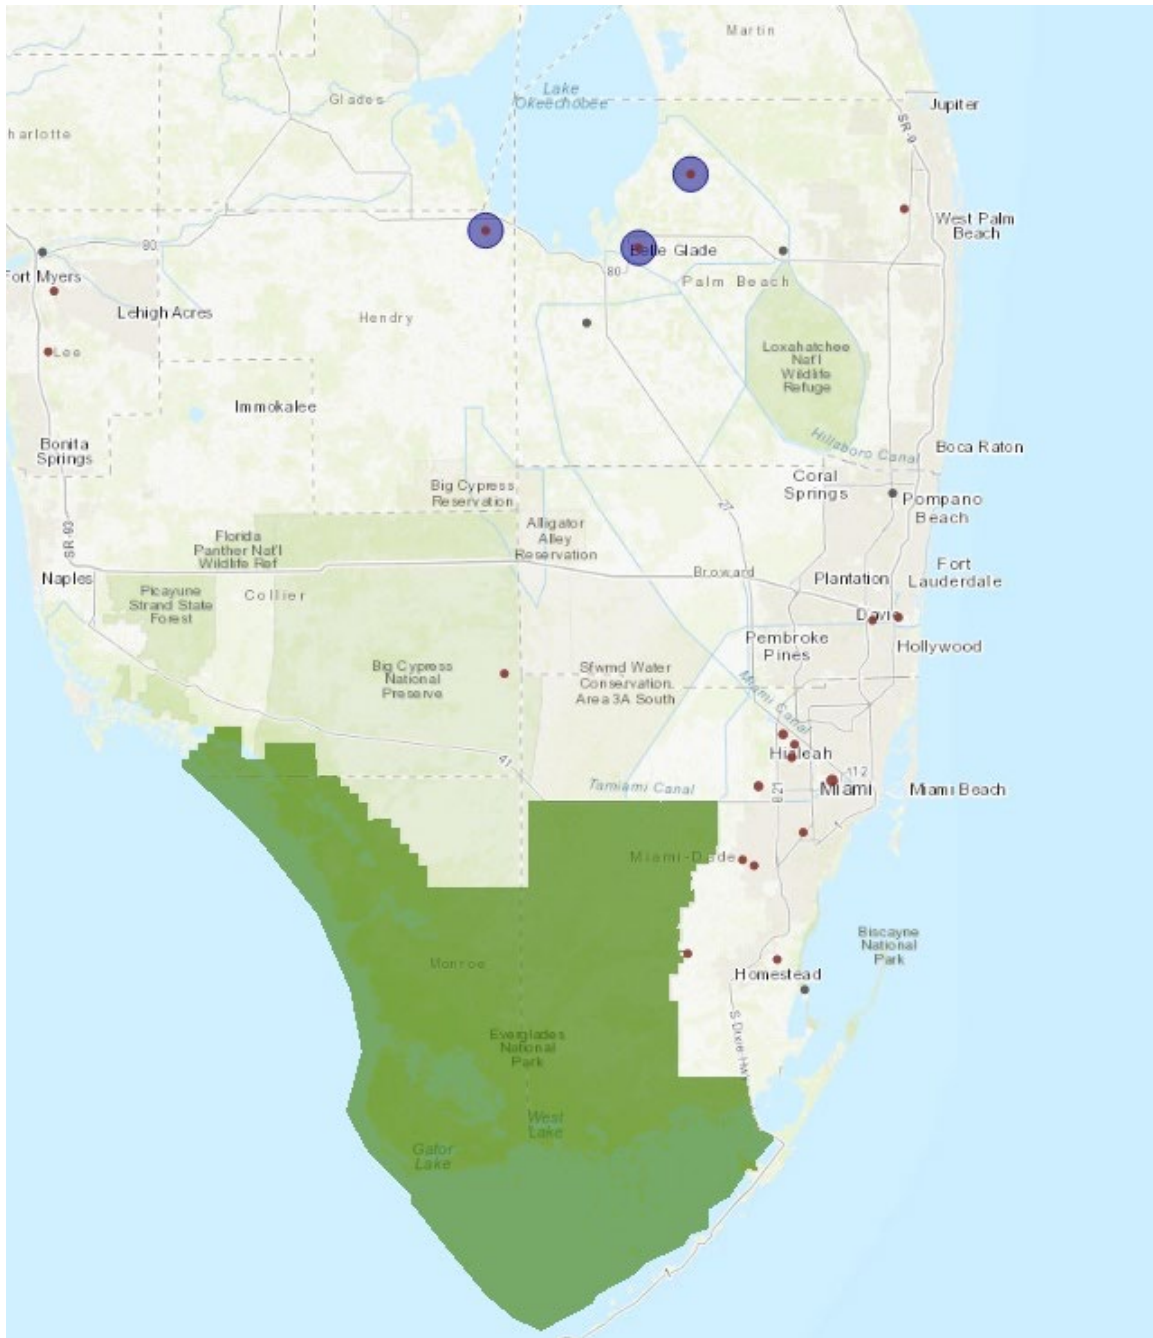 Martin
Lake
Okeechobee
Glades
Jupiter
harlotte
SR-9
West Palm
Beach
80
Belle Glade
Fort Myers
80
Palm Beach
Lehigh Acres
Hendry
Loxahatchee
Nat'l
Wildlife
Refuge
Lee
Immokalee
Bonita
Springs
Hillsboro Canal
Boca Raton
Coral
Springs
Big Cypress
Reservation
Pompano
Beach
27
SR-93
Alligator
Alley
Reservation
Florida
Panther Nat'l
Wildlife Ref
Fort
Lauderdale
Broward
Naples
Plantation
Picayune
Strand State
Forest
Collier
Davie
Pembroke
Pines
Hollywood
Big Cypress
National
Preserve
Sfwmd Water
Conservation
Area 3A South
Miami Canal
Hialeah
41
112
Tamiami Canal
821
Miami
Miami Beach
1
Miami-Dade
Biscayne
National
Park
Monroe
Homestead
S Dixie Hwy
Everglades
National
Park
West
Lake
Gator
Lake
1